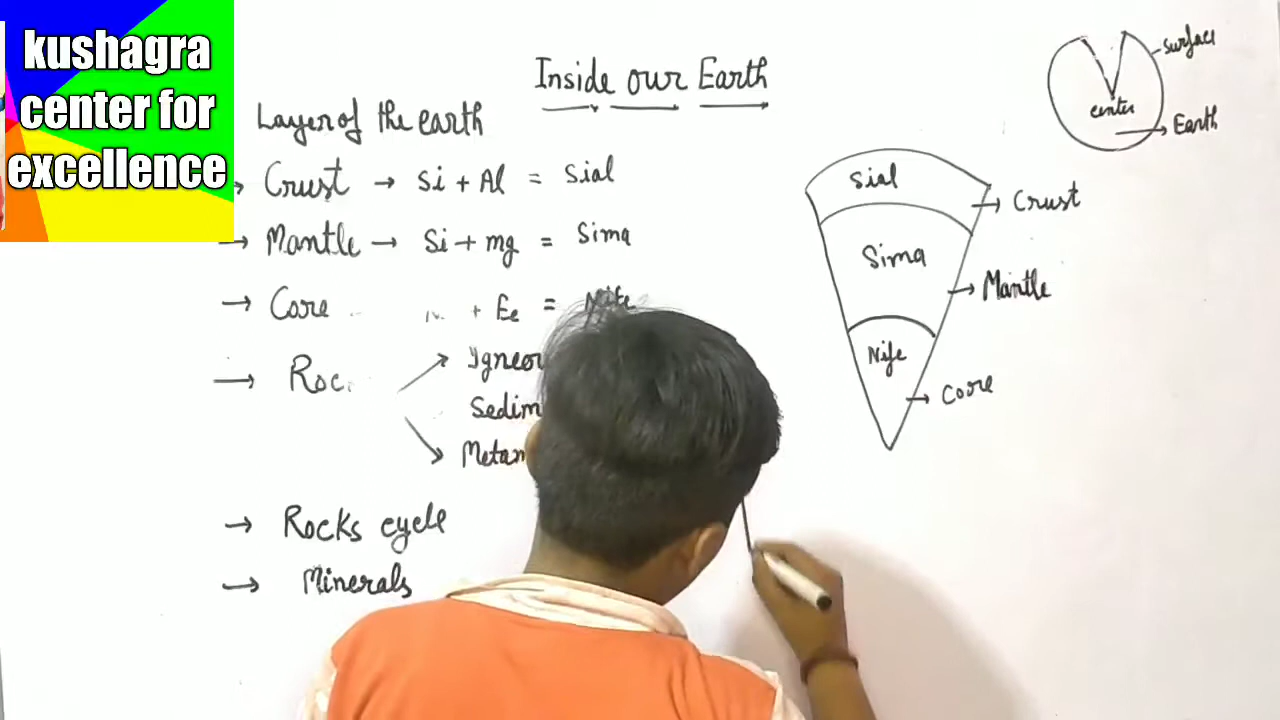 kushagra
center for
excellence
Inside our Earth
Layer of the earth
→ Crust → Si + Al = Sial
→ Mantle → Si + mg = Sima
→ Core + Fe = Nife
→
Igneou
Sedim
Metam
→ Rocks cycle
→ Minerals
surface
center
Earth
Sial
Crust
Sima
Mantle
Nife
Core